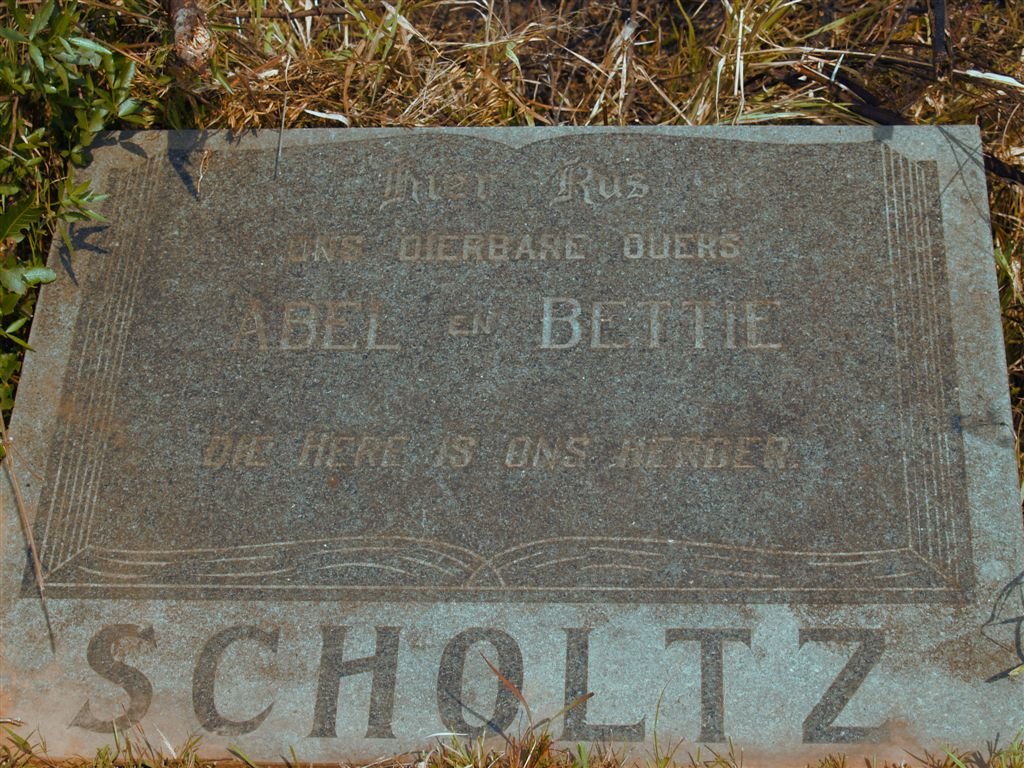 Hier Rus
ONS DIERBARE OUERS
ABEL EN BETTIE
DIE HERE IS ONS HERDER.
SCHOLTZ